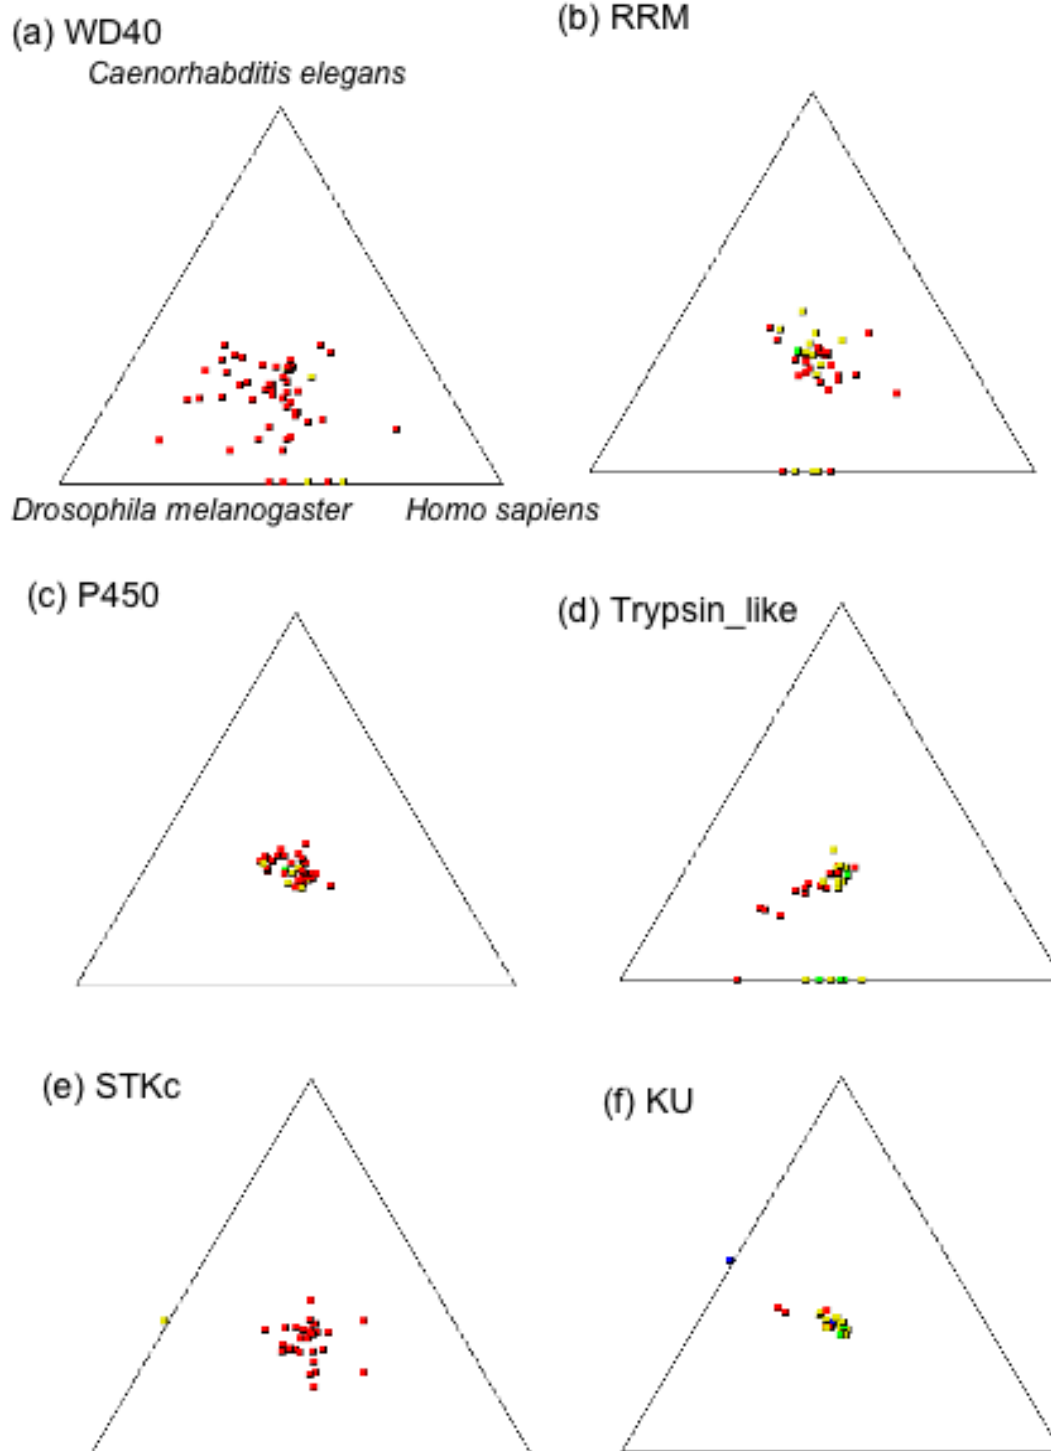 (a) WD40
(b) RRM
Caenorhabditis elegans
Drosophila melanogaster
Homo sapiens
(c) P450
(d) Trypsin_like
(e) STKc
(f) KU